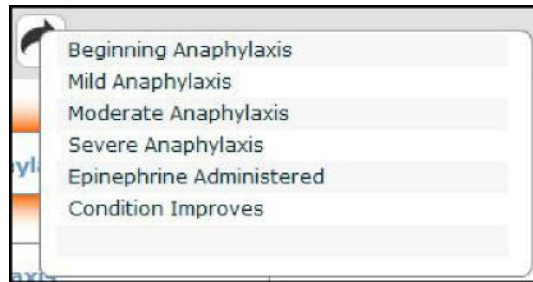 Beginning Anaphylaxis
Mild Anaphylaxis
Moderate Anaphylaxis
Severe Anaphylaxis
Epinephrine Administered
Condition Improves